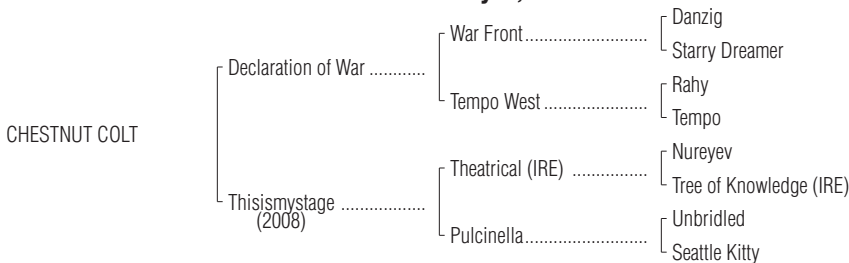 Danzig
War Front
Starry Dreamer
Declaration of War
Rahy
Tempo West
Tempo
CHESTNUT COLT
Nureyev
Theatrical (IRE)
Tree of Knowledge (IRE)
Thisismystage
(2008)
Unbridled
Pulcinella
Seattle Kitty